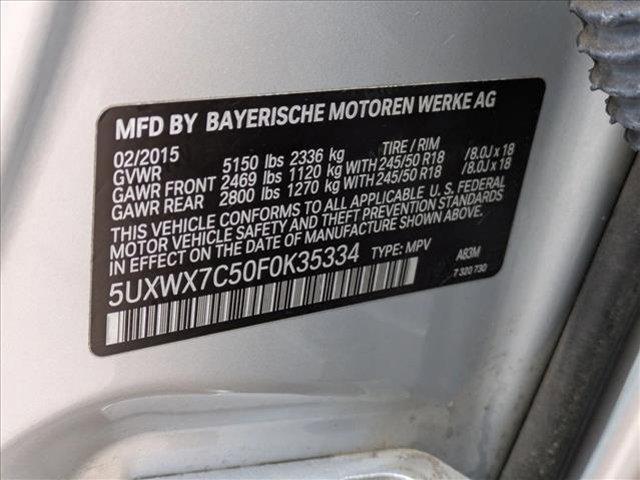 MFD BY BAYERISCHE MOTOREN WERKE AG
02/2015 TIRE / RIM
GVWR 5150 lbs 2336 kg
GAWR FRONT 2469 lbs 1120 kg WITH 245/50 R18 / 8.0J x 18
GAWR REAR 2800 lbs 1270 kg WITH 245/50 R18 / 8.0J x 18
THIS VEHICLE CONFORMS TO ALL APPLICABLE U. S. FEDERAL
MOTOR VEHICLE SAFETY AND THEFT PREVENTION STANDARDS
IN EFFECT ON THE DATE OF MANUFACTURE SHOWN ABOVE.
5UXWX7C50F0K35334 TYPE: MPV A83M
7 320 730